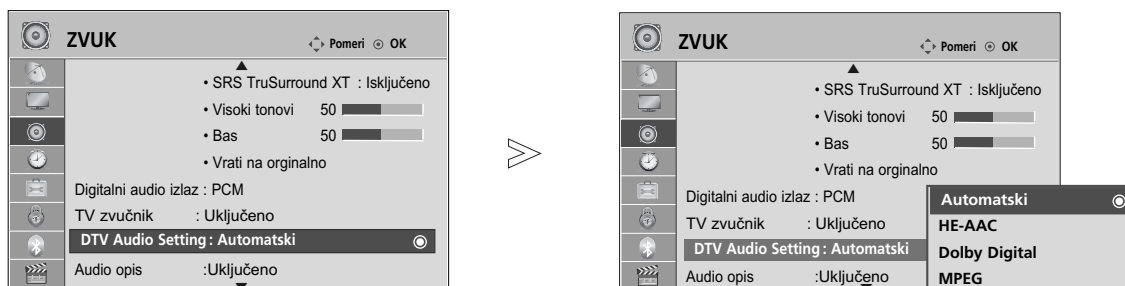 ZVUK Pomeri OK
• SRS TruSurround XT : Isključeno
• Visoki tonovi 50
• Bas 50
• Vrati na orginalno
Digitalni audio izlaz : PCM
TV zvučnik : Uključeno
DTV Audio Setting : Automatski
Audio opis :Uključeno
ZVUK Pomeri OK
• SRS TruSurround XT : Isključeno
• Visoki tonovi 50
• Bas 50
• Vrati na orginalno
Digitalni audio izlaz : PCM
TV zvučnik : Uključeno
DTV Audio Setting : Automatski
Audio opis :Uključeno
Automatski
HE-AAC
Dolby Digital
MPEG